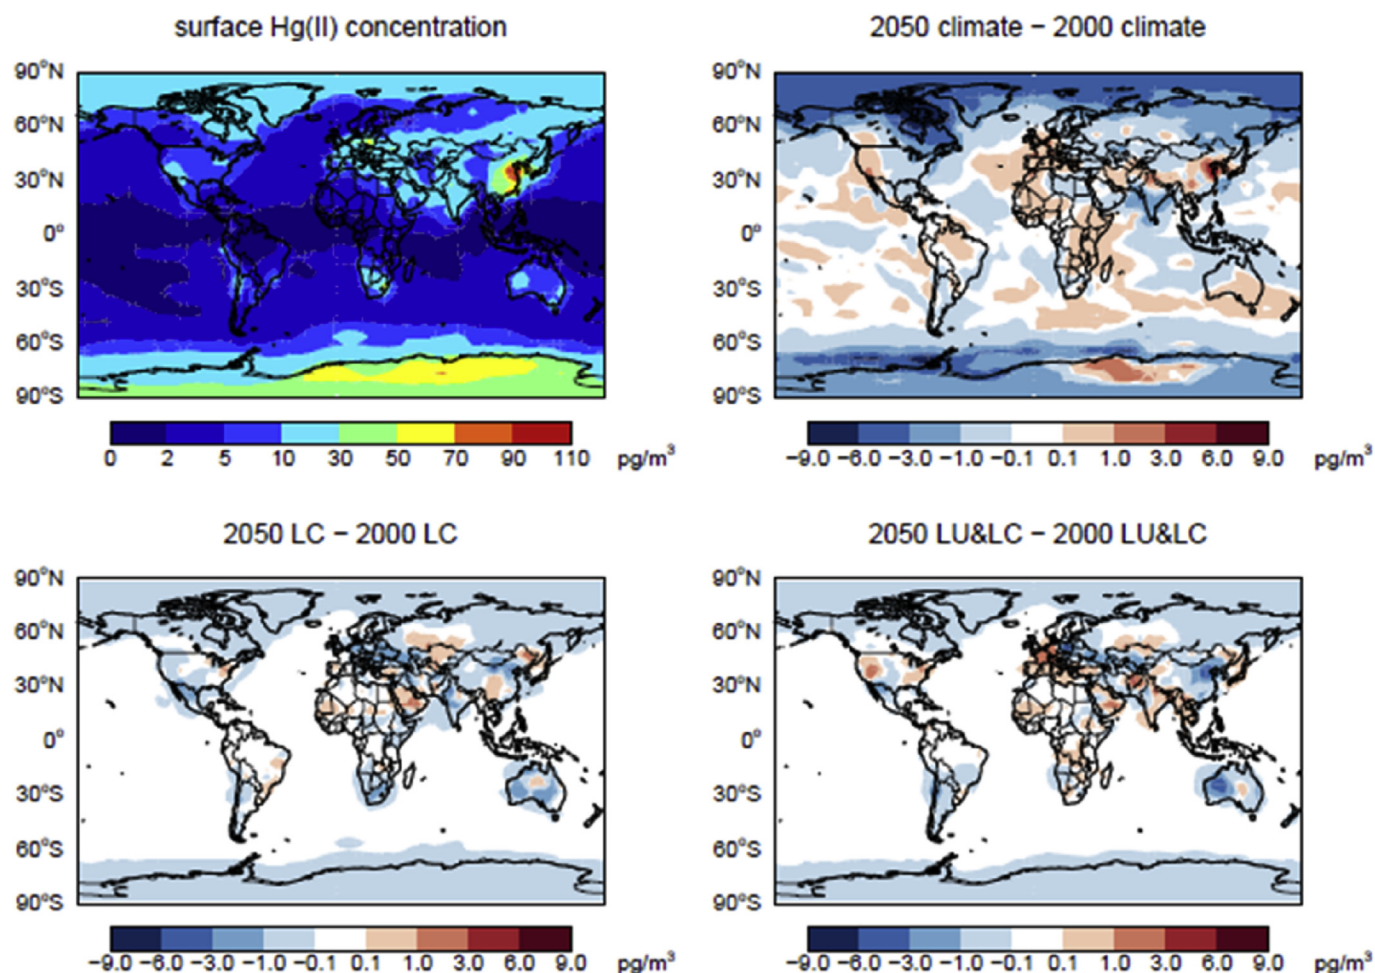 surface Hg(II) concentration
2050 climate − 2000 climate
90°N
60°N
30°N
0°
30°S
60°S
90°S
0 2 5 10 30 50 70 90 110 pg/m³
90°N
60°N
30°N
0°
30°S
60°S
90°S
−9.0 −6.0 −3.0 −1.0 −0.1 0.1 1.0 3.0 6.0 9.0 pg/m³
2050 LC − 2000 LC
2050 LU&LC − 2000 LU&LC
90°N
60°N
30°N
0°
30°S
60°S
90°S
−9.0 −6.0 −3.0 −1.0 −0.1 0.1 1.0 3.0 6.0 9.0 pg/m³
90°N
60°N
30°N
0°
30°S
60°S
90°S
−9.0 −6.0 −3.0 −1.0 −0.1 0.1 1.0 3.0 6.0 9.0 pg/m³